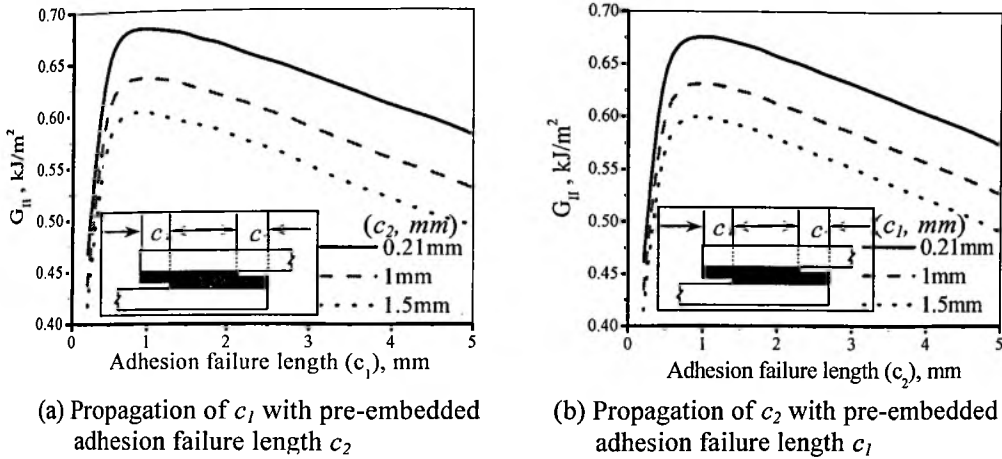 0.70
0.65
0.60
0.55
0.50
0.45
0.40
G_II , kJ/m²
c
c
(c₂, mm)
0.21mm
1mm
1.5mm
0 1 2 3 4 5
Adhesion failure length (c₁), mm
(a) Propagation of c₁ with pre-embedded
adhesion failure length c₂
0.70
0.65
0.60
0.55
0.50
0.45
0.40
G_II , kJ/m²
c
c
(c₁, mm)
0.21mm
1mm
1.5mm
0 1 2 3 4 5
Adhesion failure length (c₂), mm
(b) Propagation of c₂ with pre-embedded
adhesion failure length c₁